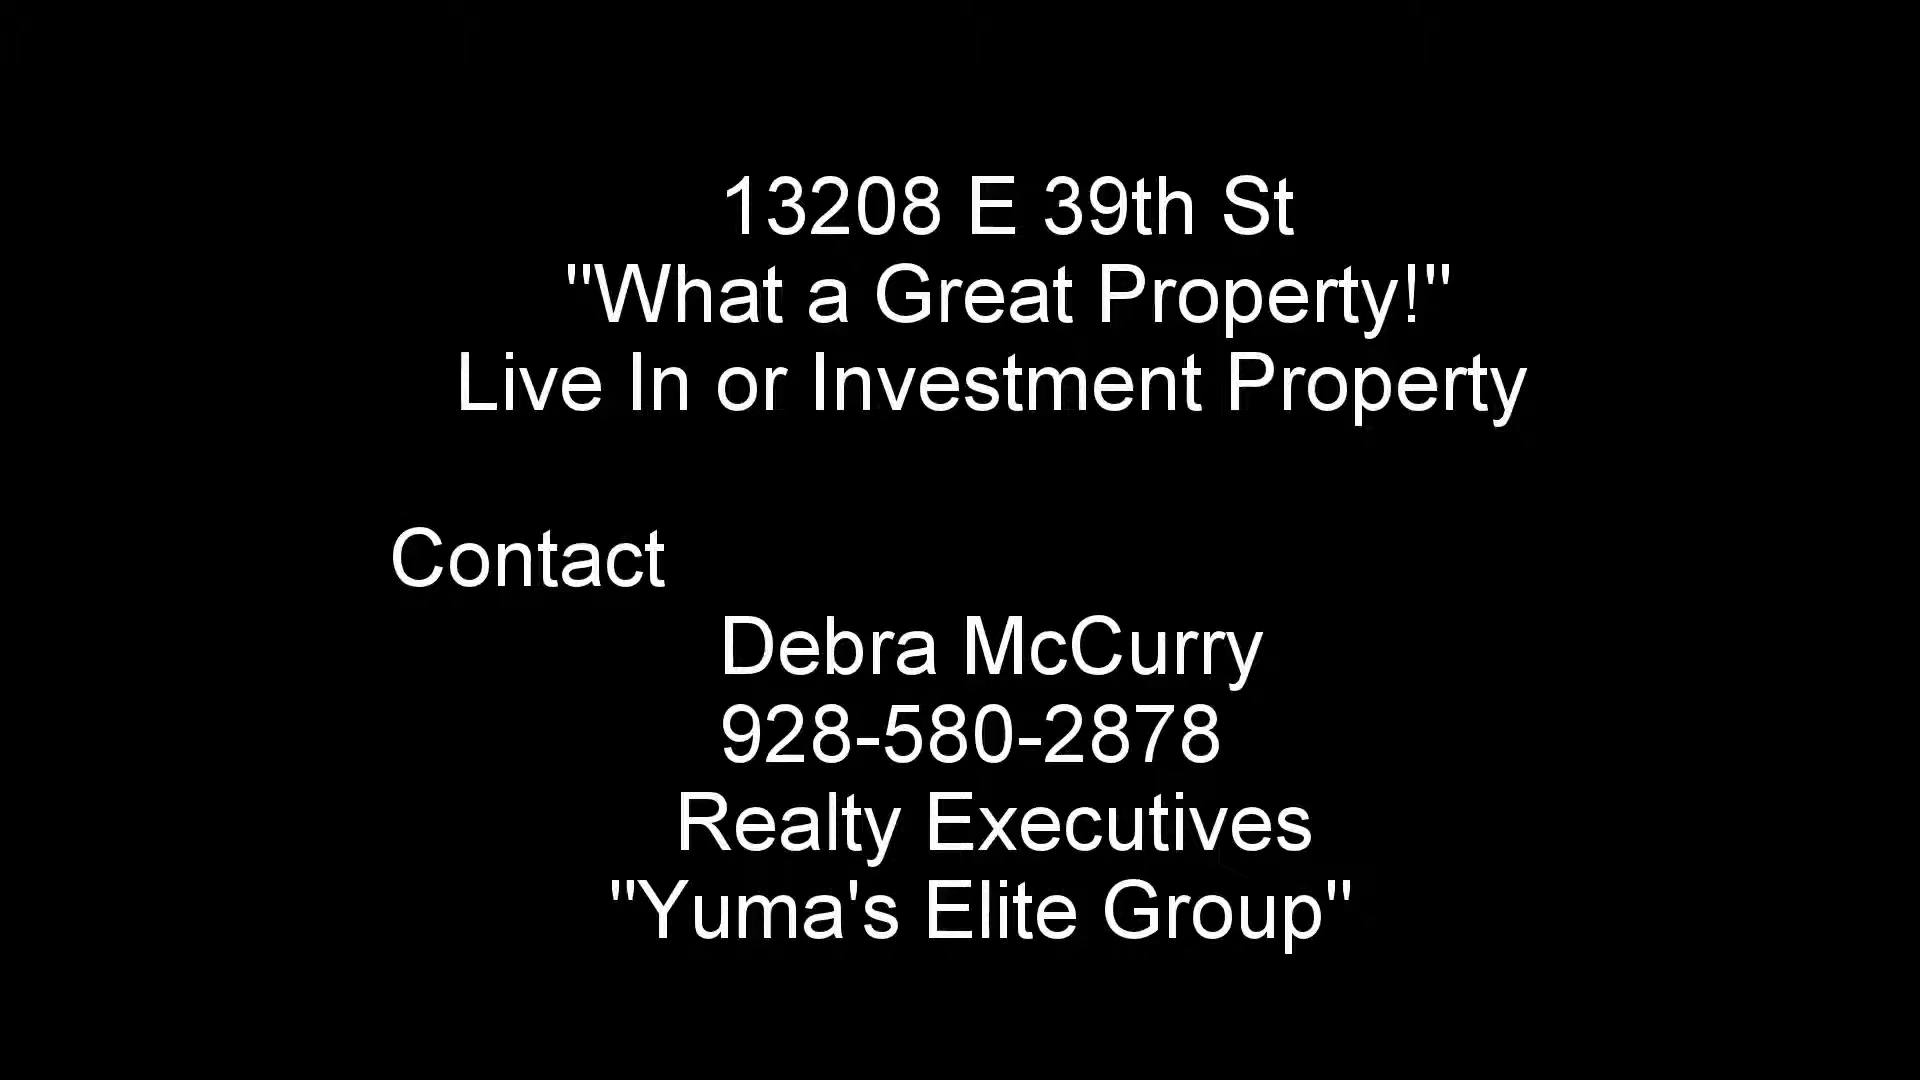 13208 E 39th St
"What a Great Property!"
Live In or Investment Property
Contact
Debra McCurry
928-580-2878
Realty Executives
"Yuma's Elite Group"